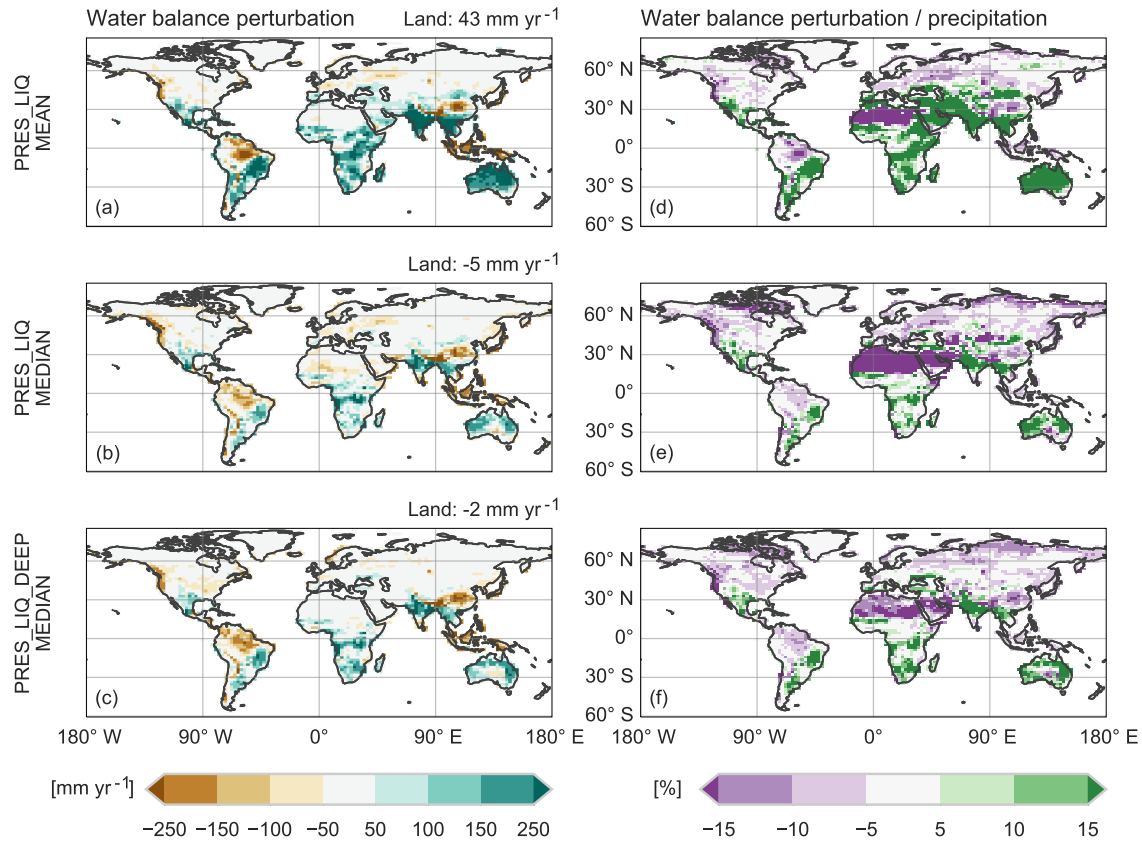 Water balance perturbation
Land: 43 mm yr⁻¹
Water balance perturbation / precipitation
PRES_LIQ
MEAN
(a)
60° N
30° N
0°
30° S
60° S
(d)
Land: -5 mm yr⁻¹
PRES_LIQ
MEDIAN
(b)
60° N
30° N
0°
30° S
60° S
(e)
Land: -2 mm yr⁻¹
PRES_LIQ_DEEP
MEDIAN
(c)
60° N
30° N
0°
30° S
60° S
(f)
180° W 90° W 0° 90° E 180° E
180° W 90° W 0° 90° E 180° E
[mm yr⁻¹]
−250 −150 −100 −50 50 100 150 250
[%]
−15 −10 −5 5 10 15